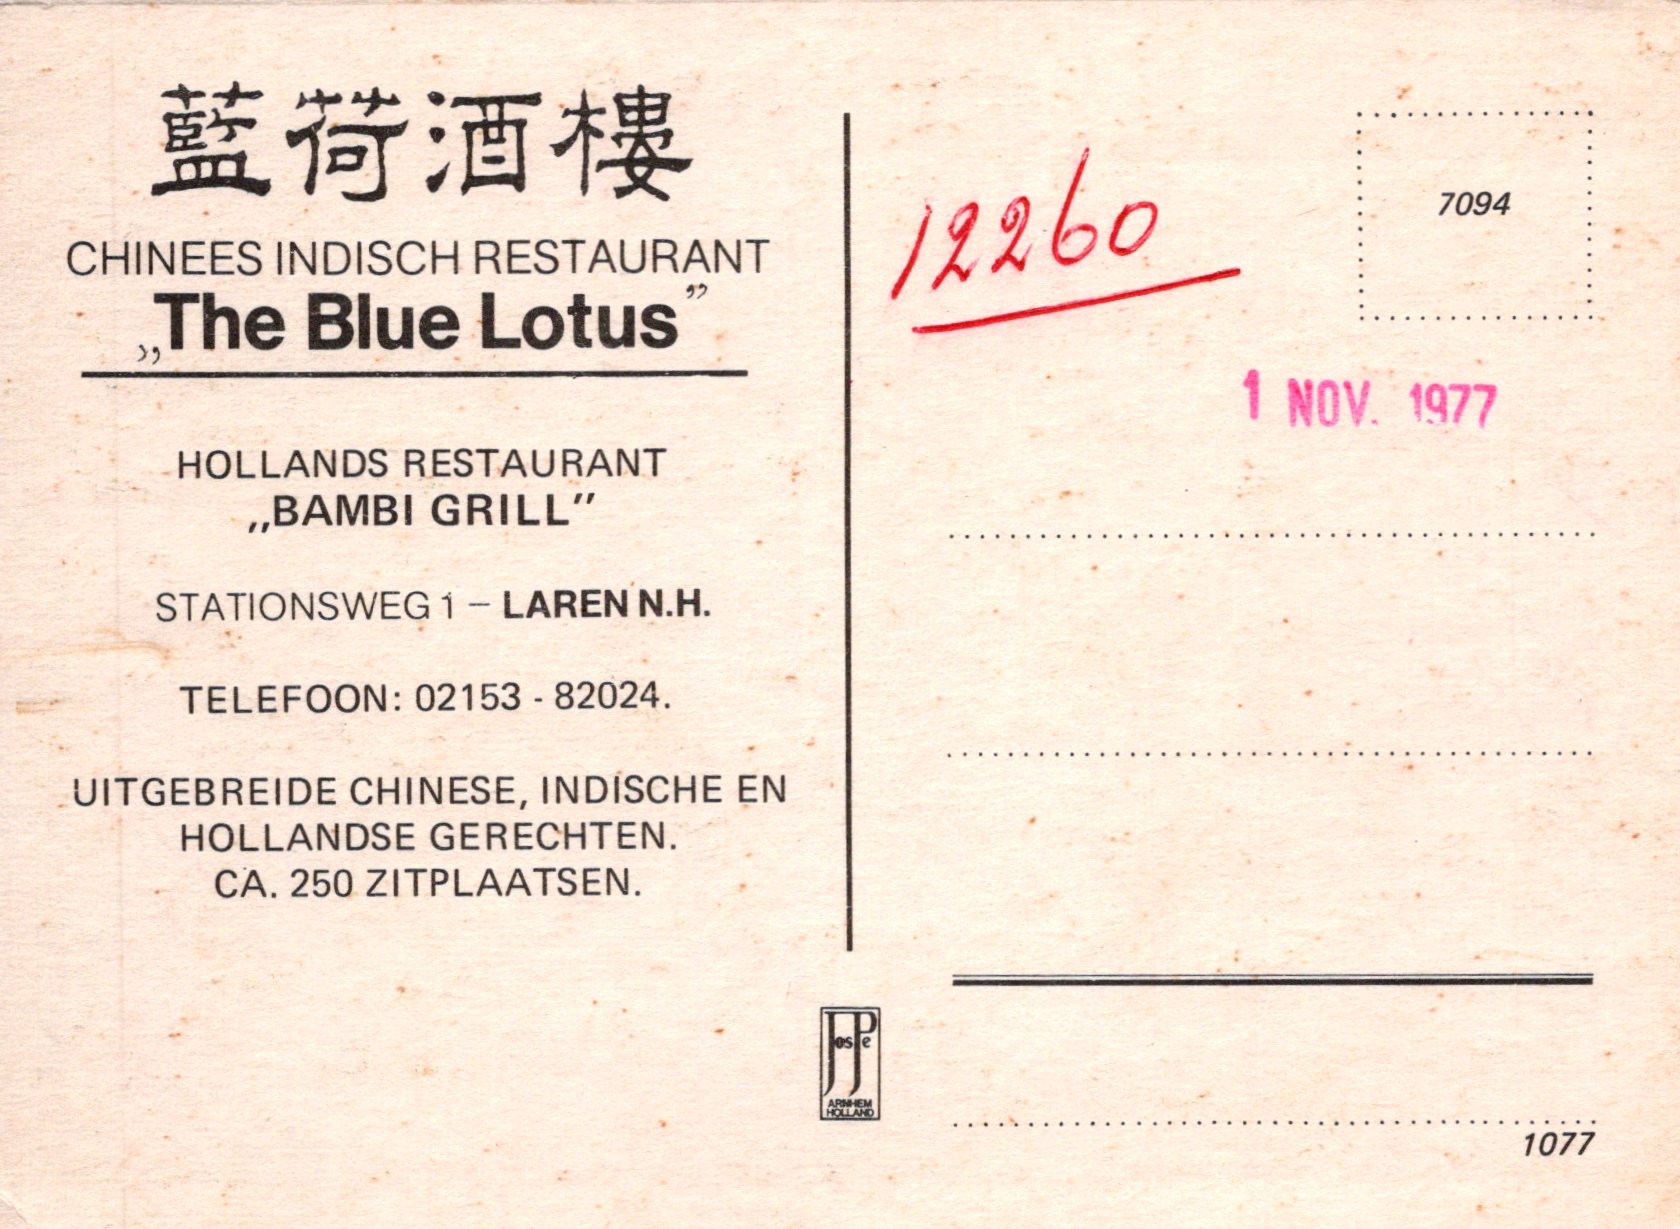 藍荷酒樓
CHINEES INDISCH RESTAURANT
„The Blue Lotus”
HOLLANDS RESTAURANT
„BAMBI GRILL”
STATIONSWEG 1 – LAREN N.H.
TELEFOON: 02153 - 82024.
UITGEBREIDE CHINESE, INDISCHE EN
HOLLANDSE GERECHTEN.
CA. 250 ZITPLAATSEN.
12260
7094
1 NOV. 1977
JosPe
ARNHEM
HOLLAND
1077